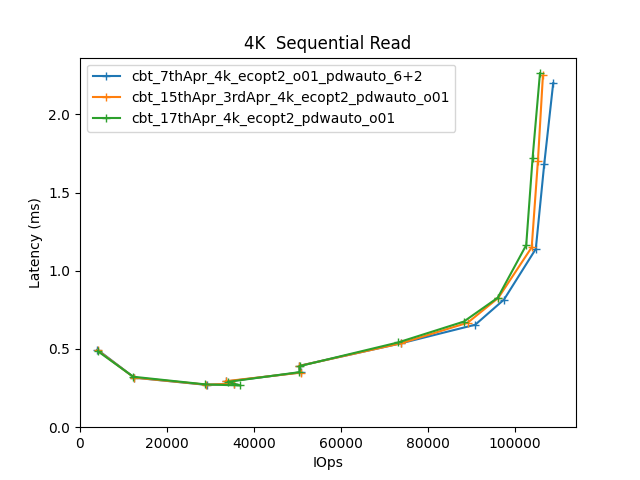 4K  Sequential Read
cbt_7thApr_4k_ecopt2_o01_pdwauto_6+2
cbt_15thApr_3rdApr_4k_ecopt2_pdwauto_o01
cbt_17thApr_4k_ecopt2_pdwauto_o01
Latency (ms)
2.0
1.5
1.0
0.5
0.0
0 20000 40000 60000 80000 100000
IOps